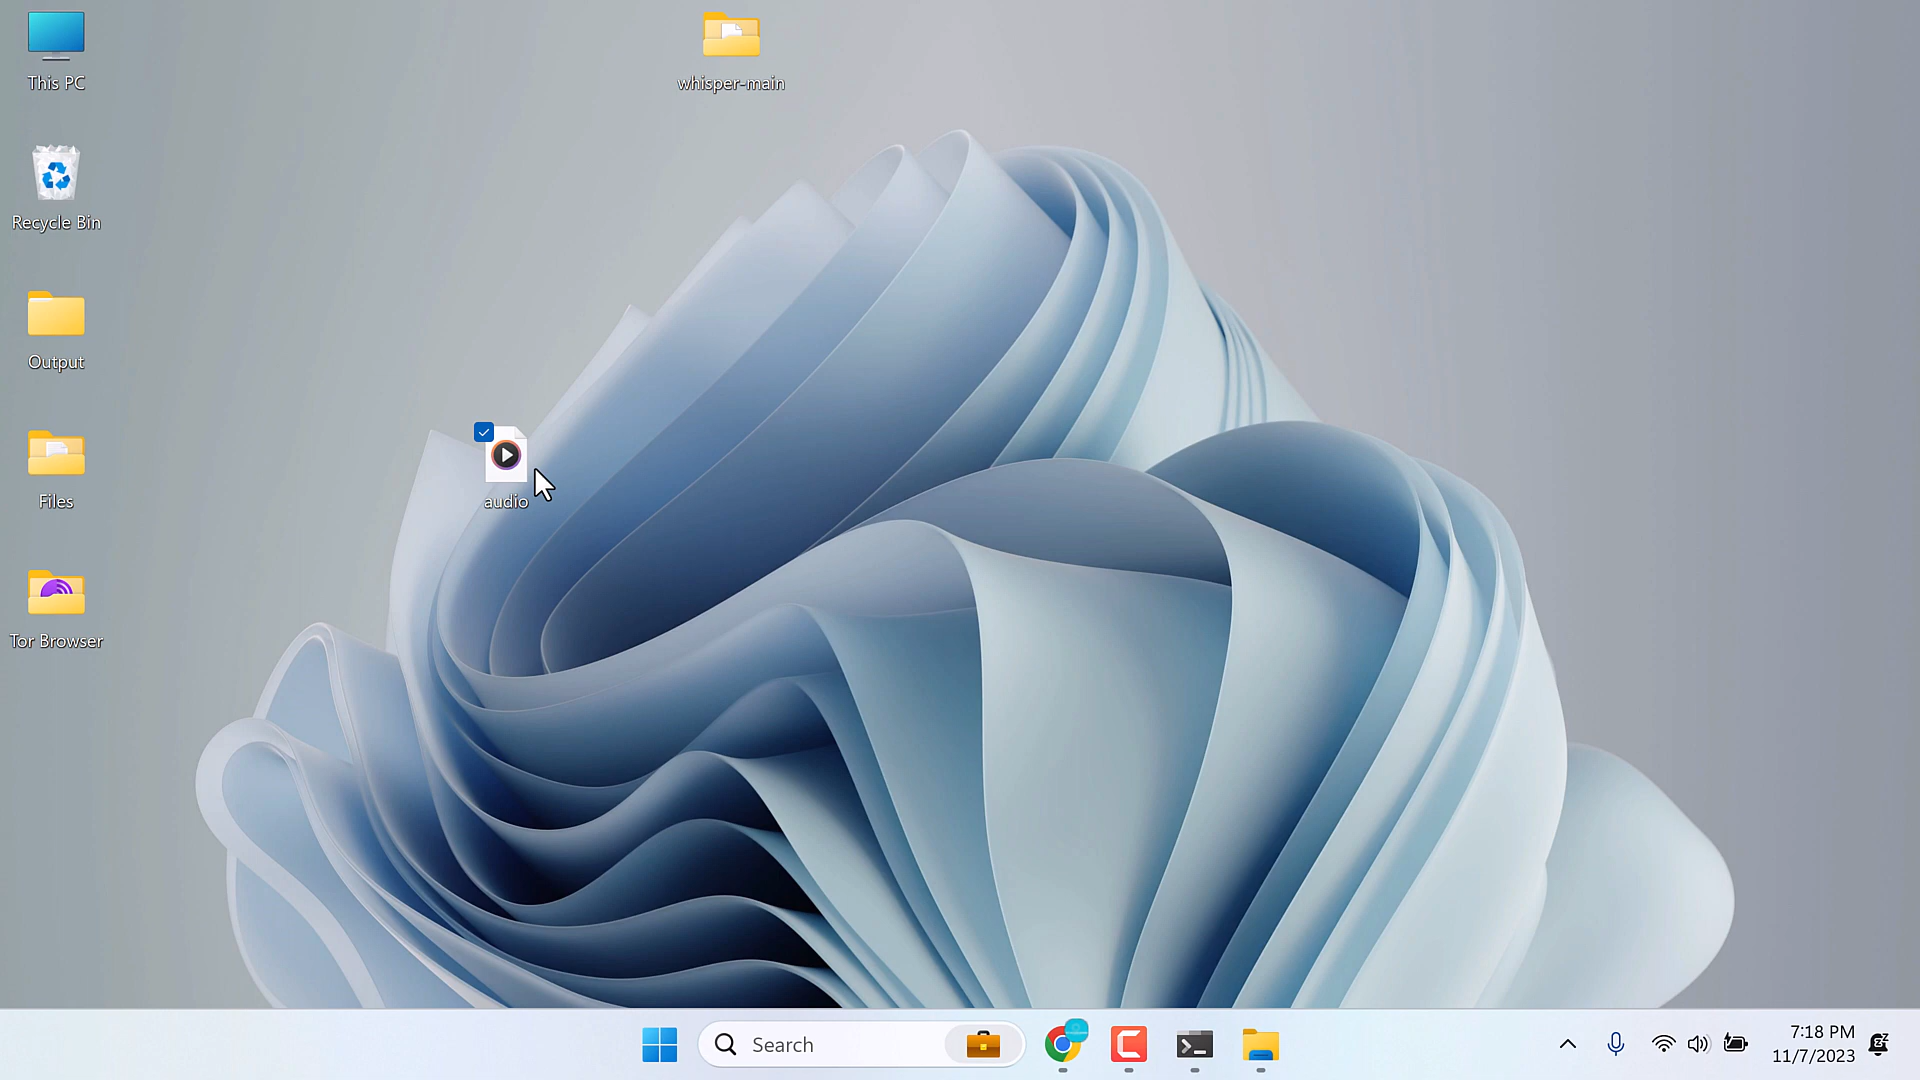 This PC
whisper-main
Recycle Bin
Output
Files
audio
Tor Browser
Search
7:18 PM
11/7/2023